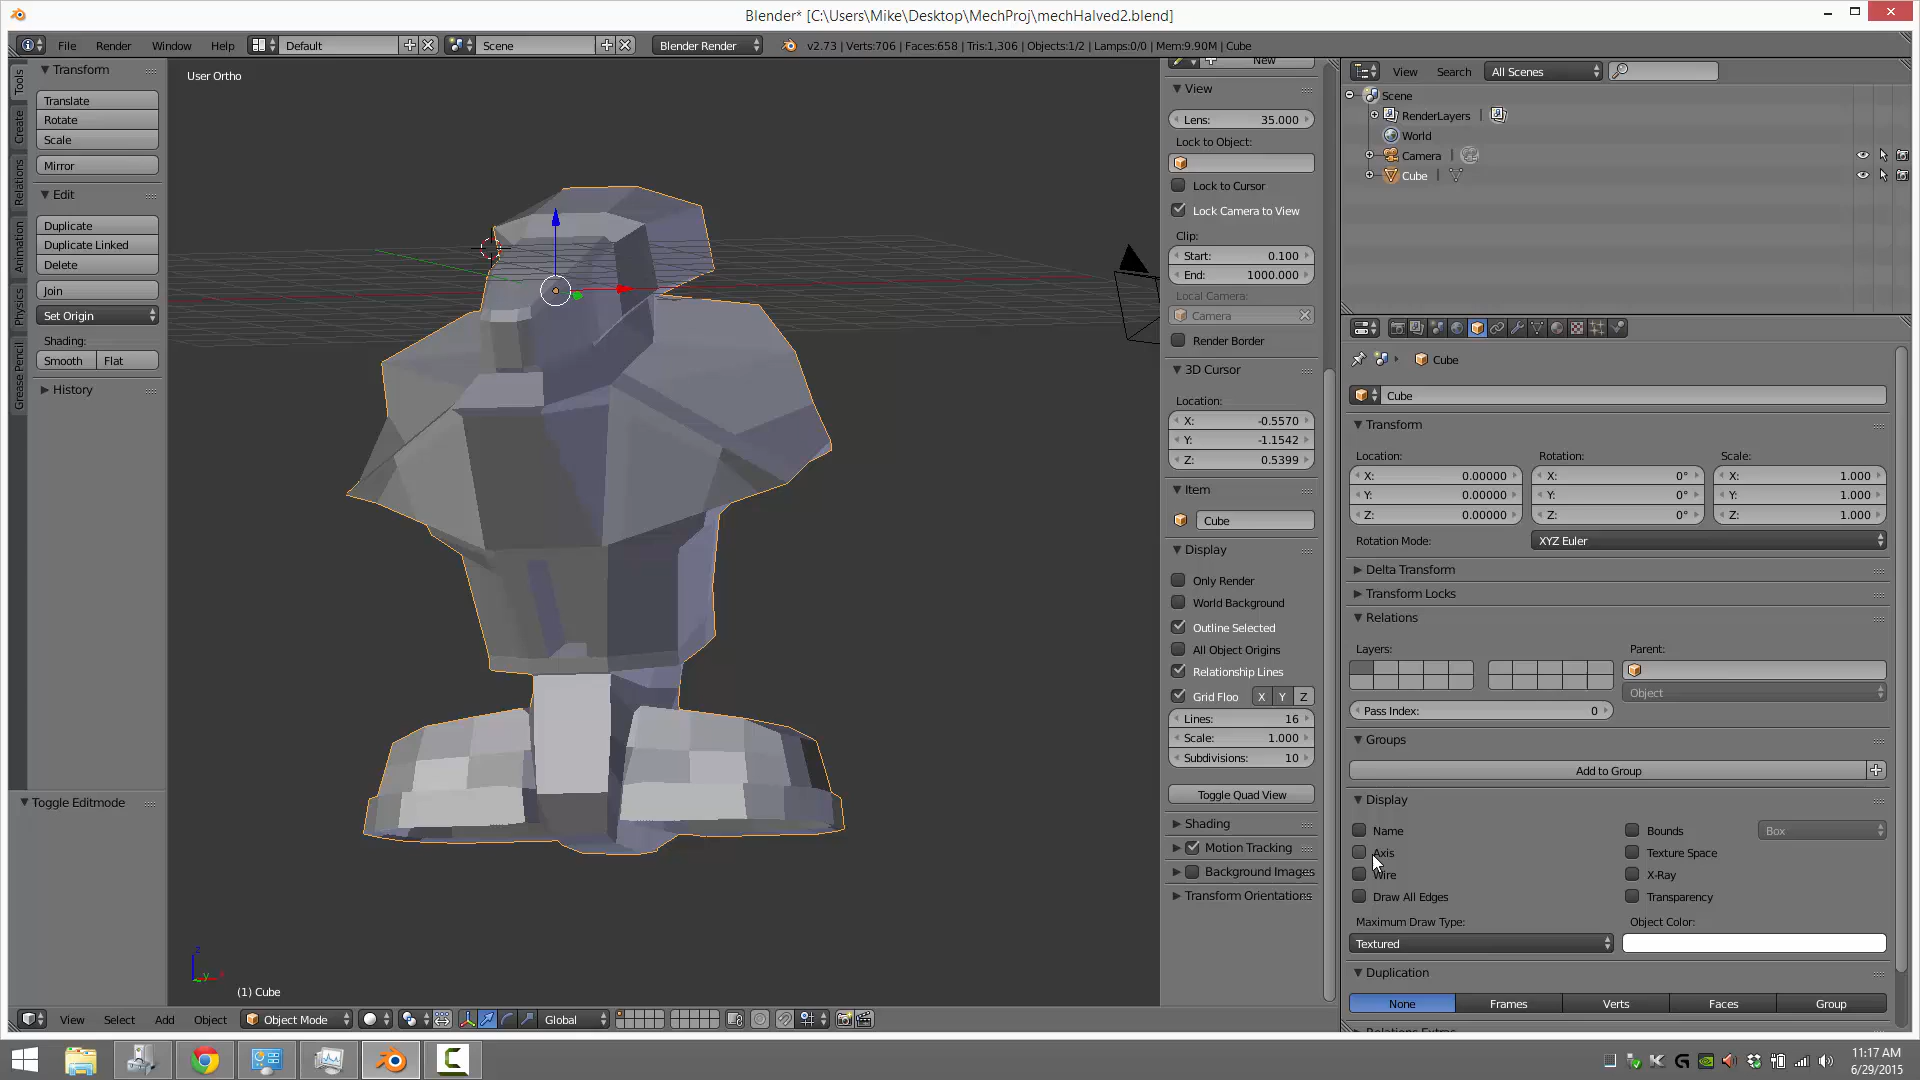 Blender* [C:\Users\Mike\Desktop\MechProj\mechHalved2.blend]
File Render Window Help Default Scene Blender Render v2.73 | Verts:706 | Faces:658 | Tris:1,306 | Objects:1/2 | Lamps:0/0 | Mem:9.90M | Cube
Tools
Create
Relations
Animation
Physics
Grease Pencil
Transform
Translate
Rotate
Scale
Mirror
Edit
Duplicate
Duplicate Linked
Delete
Join
Set Origin
Shading:
Smooth Flat
History
Toggle Editmode
User Ortho
z
y
x
(1) Cube
View Select Add Object Object Mode Global
New
View
Lens: 35.000
Lock to Object:
Lock to Cursor
Lock Camera to View
Clip:
Start: 0.100
End: 1000.000
Local Camera:
Camera
Render Border
3D Cursor
Location:
X: -0.5570
Y: -1.1542
Z: 0.5399
Item
Cube
Display
Only Render
World Background
Outline Selected
All Object Origins
Relationship Lines
Grid Floo X Y Z
Lines: 16
Scale: 1.000
Subdivisions: 10
Toggle Quad View
Shading
Motion Tracking
Background Images
Transform Orientations
View Search All Scenes
Scene
RenderLayers
World
Camera
Cube
Cube
Cube
Transform
Location: Rotation: Scale:
X: 0.00000 X: 0° X: 1.000
Y: 0.00000 Y: 0° Y: 1.000
Z: 0.00000 Z: 0° Z: 1.000
Rotation Mode: XYZ Euler
Delta Transform
Transform Locks
Relations
Layers: Parent:
Object
Pass Index: 0
Groups
Add to Group
Display
Name Bounds Box
Axis Texture Space
Wire X-Ray
Draw All Edges Transparency
Maximum Draw Type: Object Color:
Textured
Duplication
None Frames Verts Faces Group
Relations Extras
11:17 AM
6/29/2015